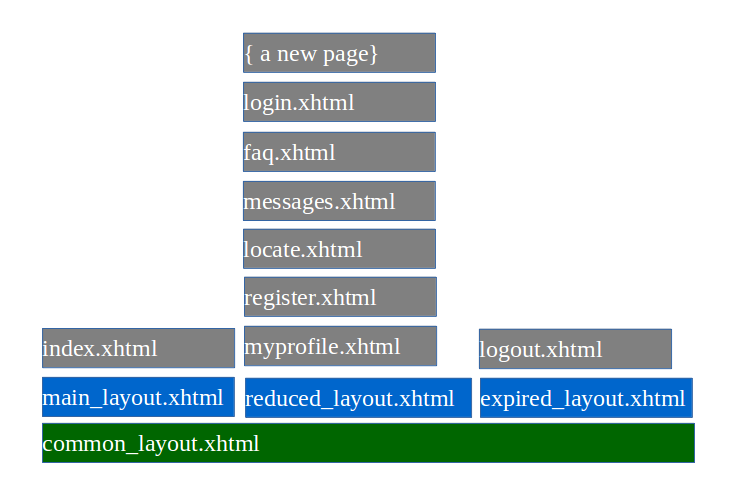 { a new page}
login.xhtml
faq.xhtml
messages.xhtml
locate.xhtml
register.xhtml
index.xhtml
myprofile.xhtml
logout.xhtml
main_layout.xhtml
reduced_layout.xhtml
expired_layout.xhtml
common_layout.xhtml